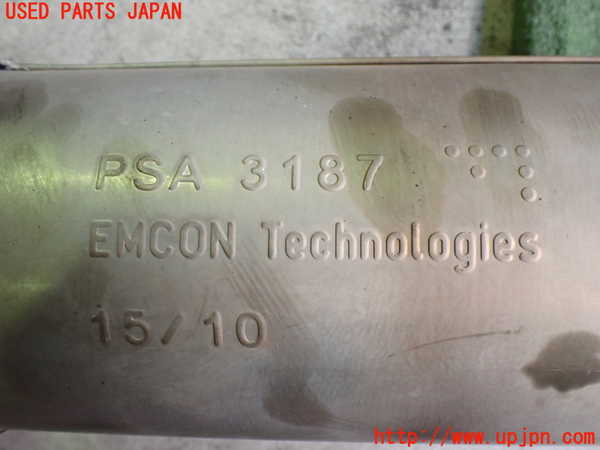 USED PARTS JAPAN
PSA 3187
EMCON Technologies
15/10
http://www.upjpn.com/